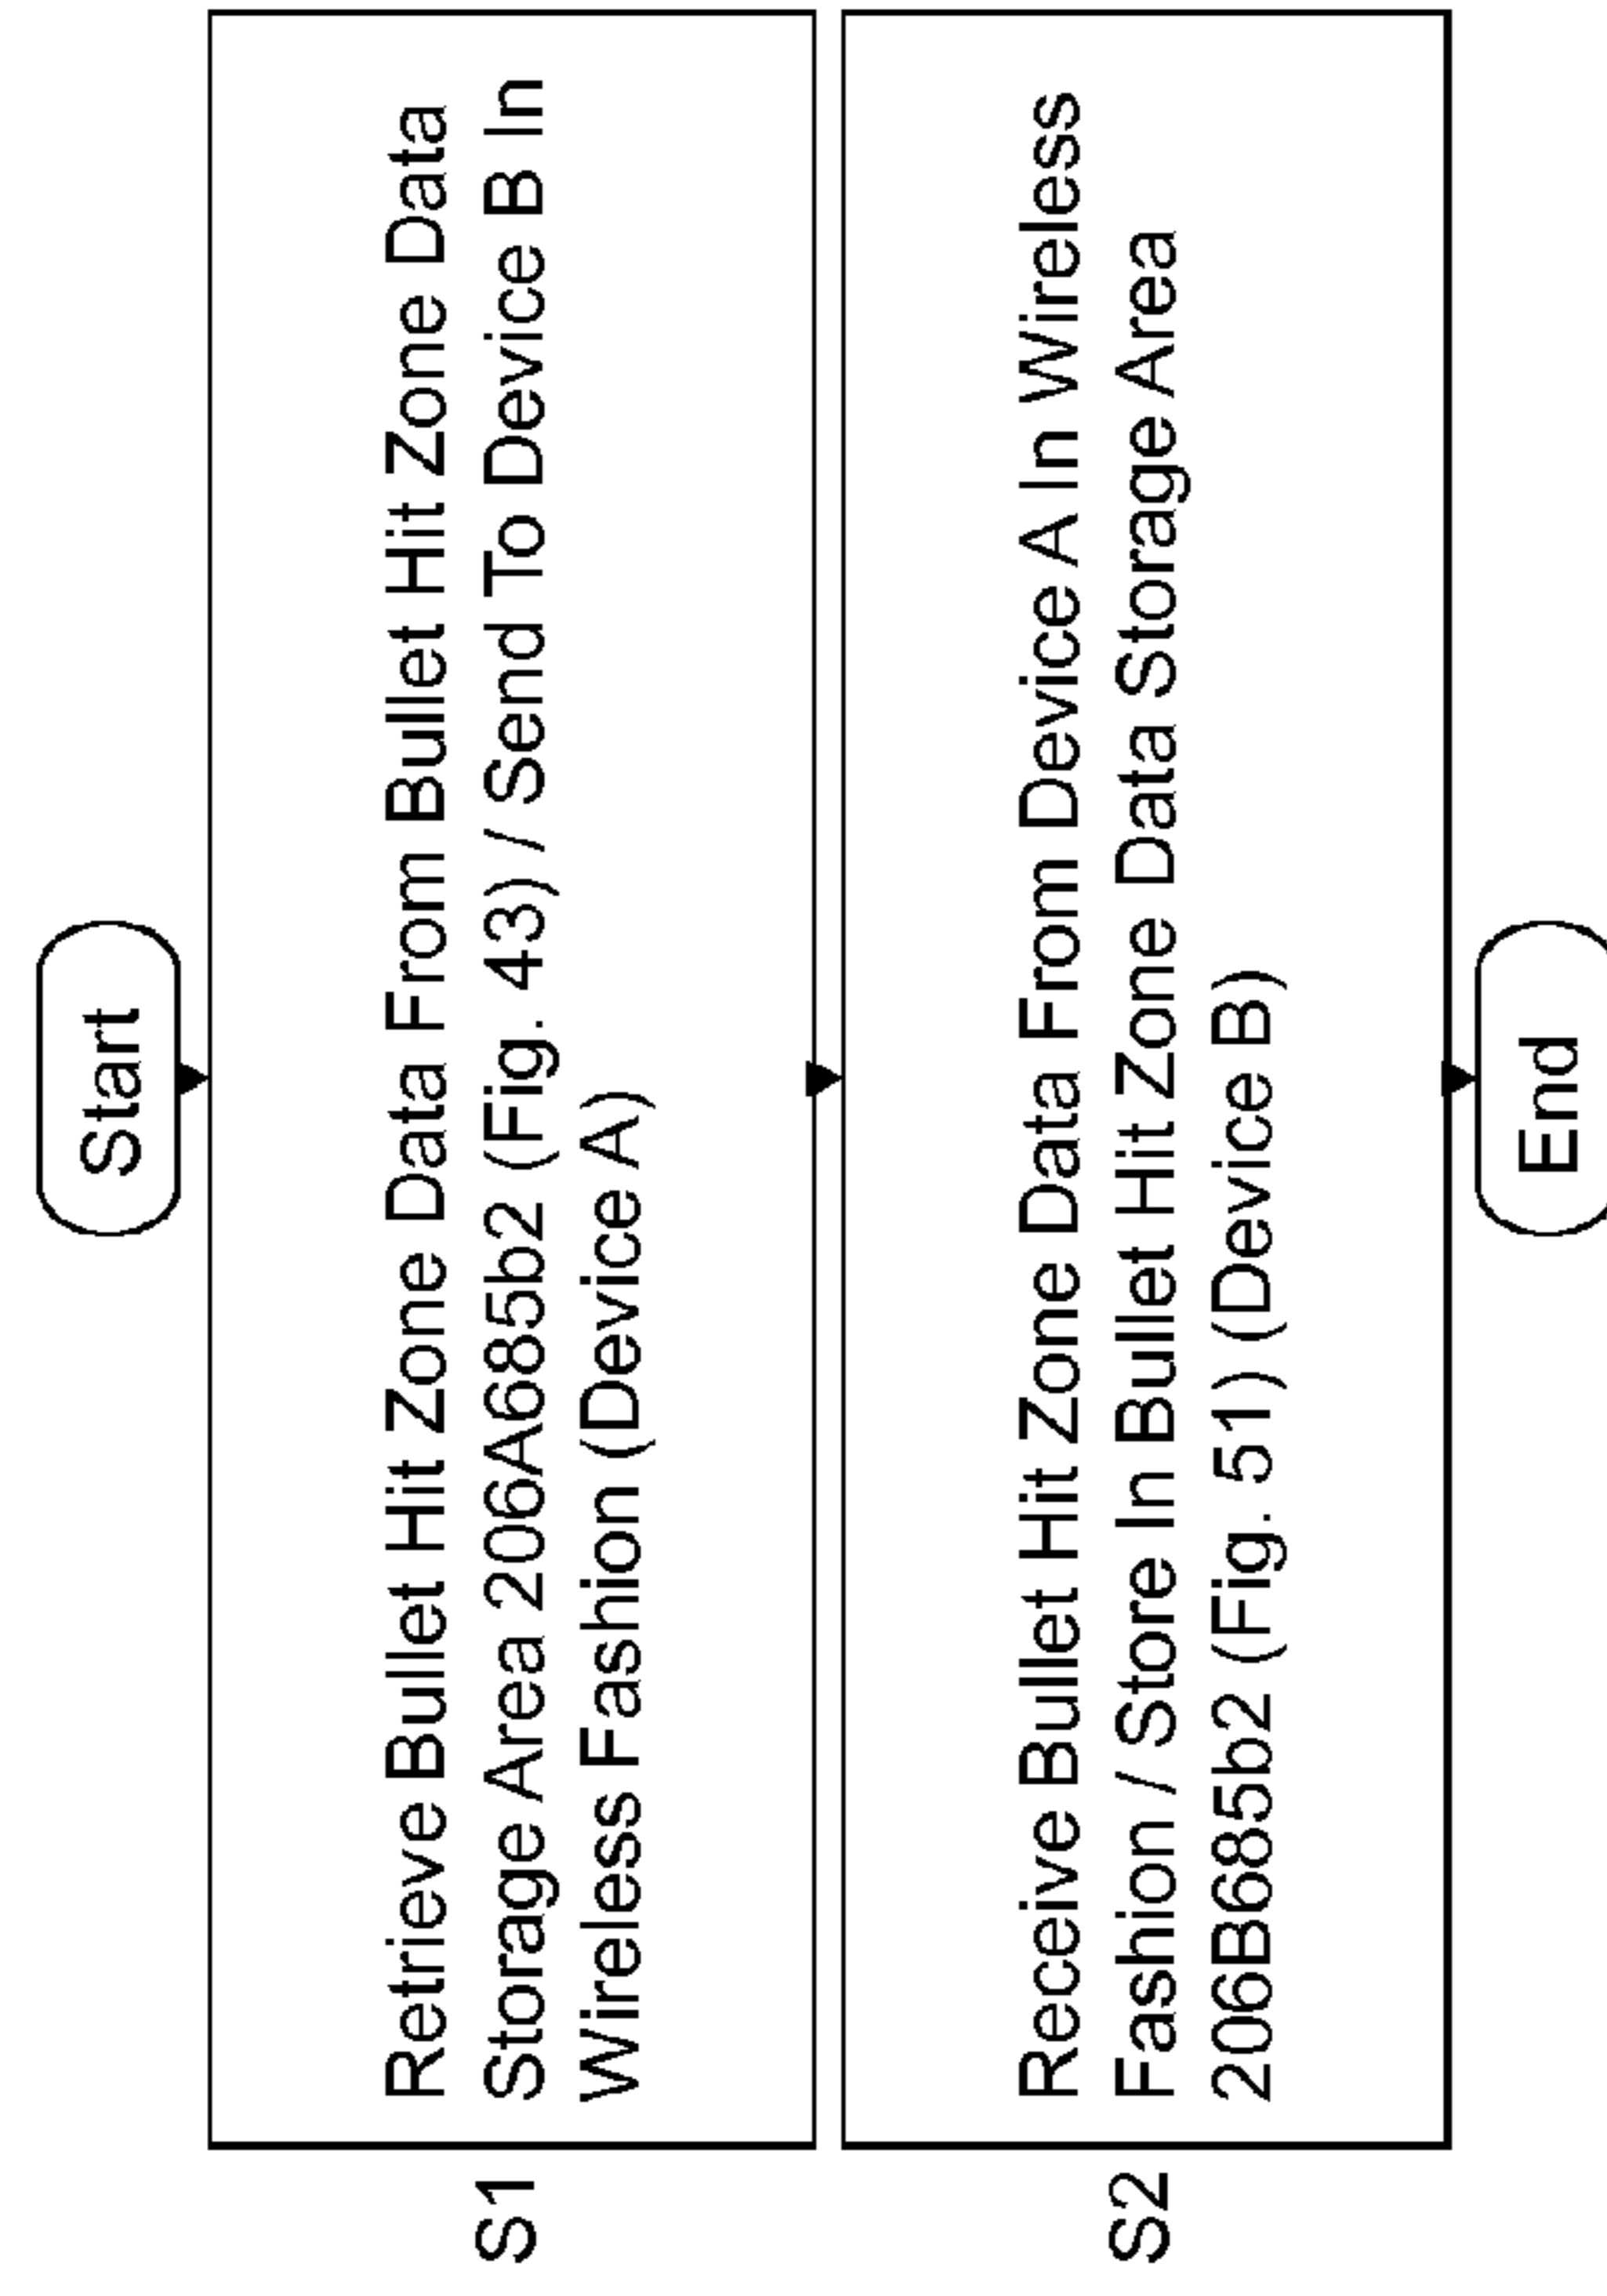 Start
Retrieve Bullet Hit Zone Data From Bullet Hit Zone Data
Storage Area 206A685b2 (Fig. 43) / Send To Device B In
Wireless Fashion (Device A)
S1
Receive Bullet Hit Zone Data From Device A In Wireless
Fashion / Store In Bullet Hit Zone Data Storage Area
206B685b2 (Fig. 51) (Device B)
S2
End